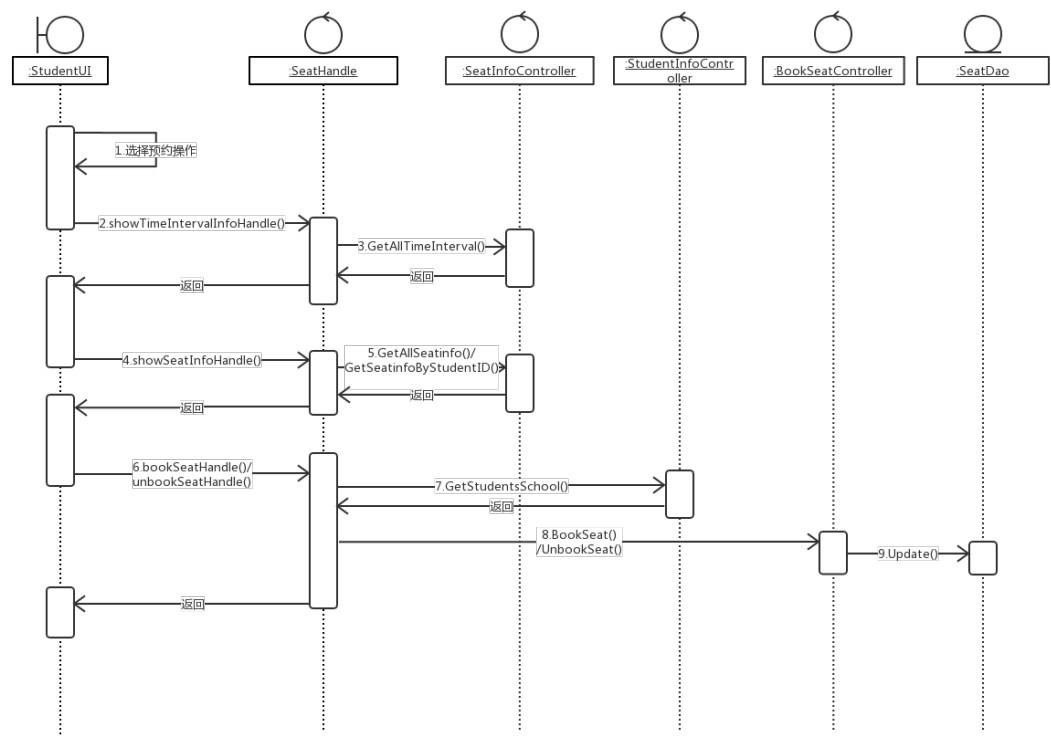 :StudentUI
:SeatHandle
:SeatInfoController
:StudentInfoContr
oller
:BookSeatController
:SeatDao
1.选择预约操作
2.showTimeIntervalInfoHandle()
3.GetAllTimeInterval()
返回
返回
4.showSeatInfoHandle()
5.GetAllSeatinfo()/
GetSeatinfoByStudentID()
返回
返回
6.bookSeatHandle()/
unbookSeatHandle()
7.GetStudentsSchool()
返回
8.BookSeat()
/UnbookSeat()
9.Update()
返回